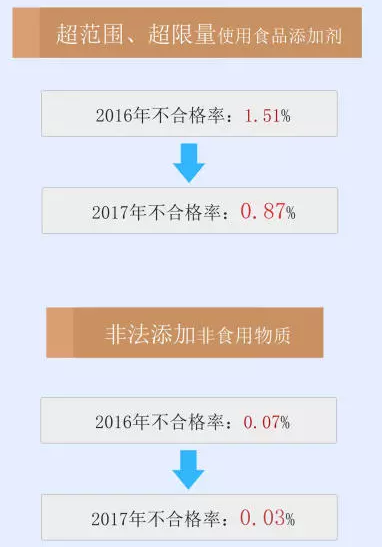 超范围、超限量使用食品添加剂
2016年不合格率：1.51%
2017年不合格率：0.87%
非法添加非食用物质
2016年不合格率：0.07%
2017年不合格率：0.03%